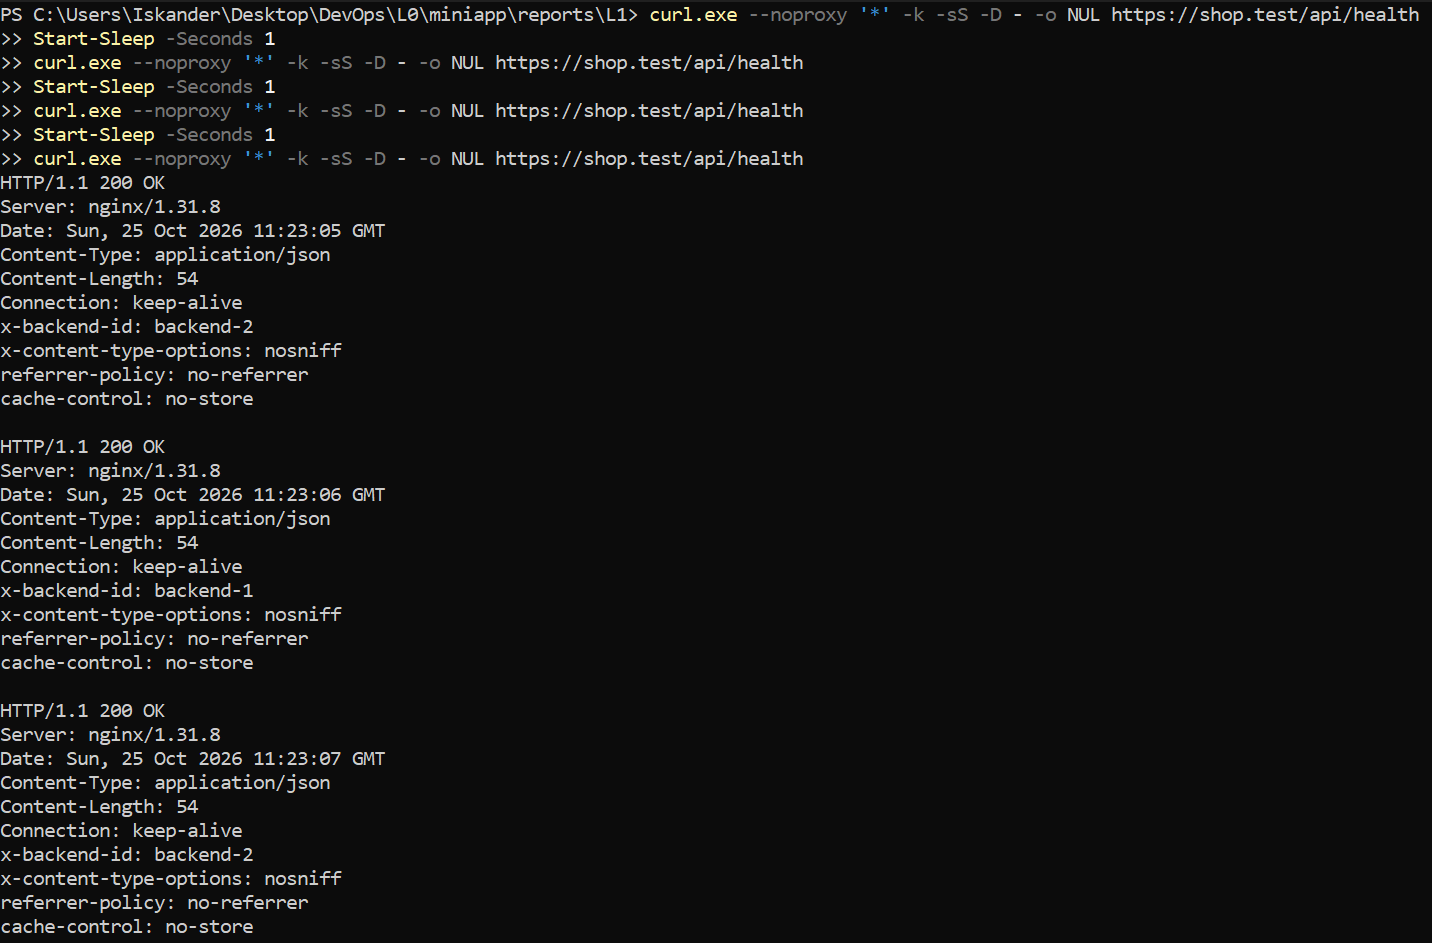 PS C:\Users\Iskander\Desktop\DevOps\L0\miniapp\reports\L1> curl.exe --noproxy '*' -k -sS -D - -o NUL https://shop.test/api/health
>> Start-Sleep -Seconds 1
>> curl.exe --noproxy '*' -k -sS -D - -o NUL https://shop.test/api/health
>> Start-Sleep -Seconds 1
>> curl.exe --noproxy '*' -k -sS -D - -o NUL https://shop.test/api/health
>> Start-Sleep -Seconds 1
>> curl.exe --noproxy '*' -k -sS -D - -o NUL https://shop.test/api/health
HTTP/1.1 200 OK
Server: nginx/1.31.8
Date: Sun, 25 Oct 2026 11:23:05 GMT
Content-Type: application/json
Content-Length: 54
Connection: keep-alive
x-backend-id: backend-2
x-content-type-options: nosniff
referrer-policy: no-referrer
cache-control: no-store

HTTP/1.1 200 OK
Server: nginx/1.31.8
Date: Sun, 25 Oct 2026 11:23:06 GMT
Content-Type: application/json
Content-Length: 54
Connection: keep-alive
x-backend-id: backend-1
x-content-type-options: nosniff
referrer-policy: no-referrer
cache-control: no-store

HTTP/1.1 200 OK
Server: nginx/1.31.8
Date: Sun, 25 Oct 2026 11:23:07 GMT
Content-Type: application/json
Content-Length: 54
Connection: keep-alive
x-backend-id: backend-2
x-content-type-options: nosniff
referrer-policy: no-referrer
cache-control: no-store